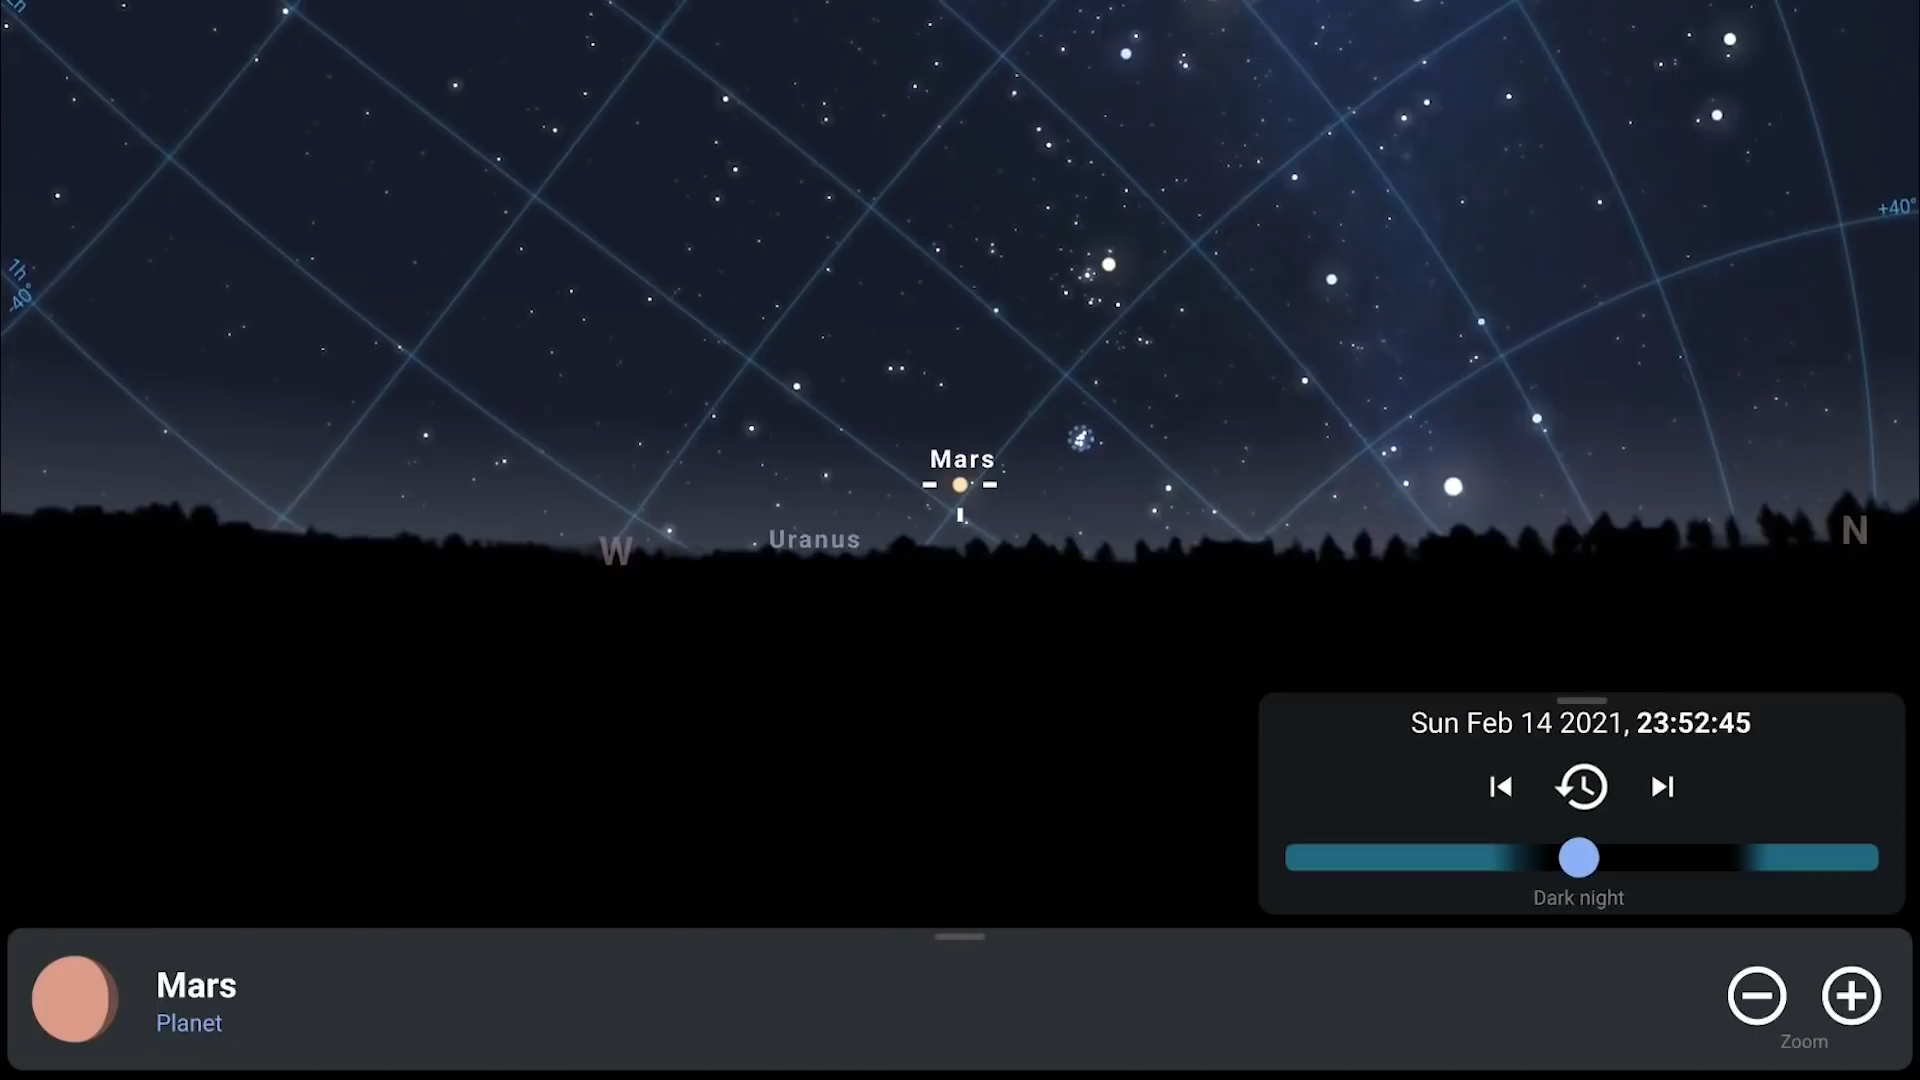 +40°
1h
-40°
Mars
Uranus
W
N
Sun Feb 14 2021, 23:52:45
Dark night
Mars
Planet
Zoom